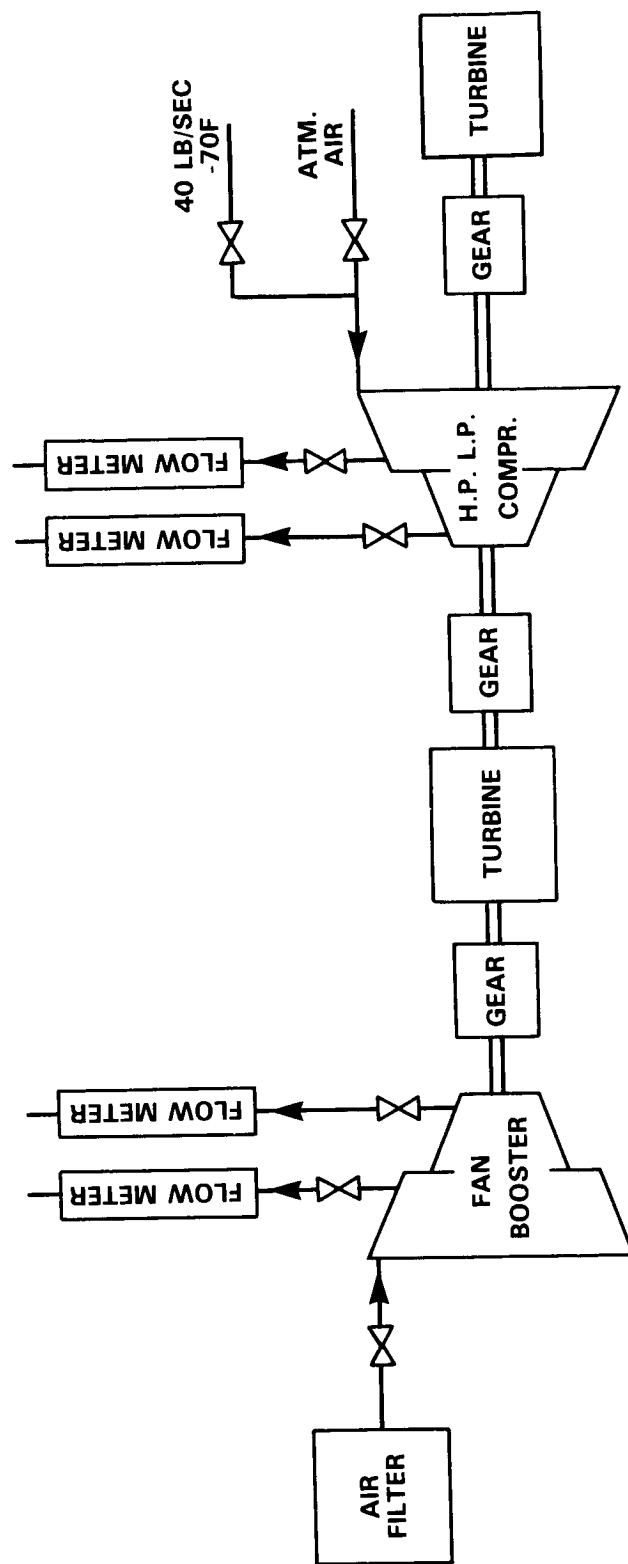 40 LB/SEC
-70F
ATM.
AIR
TURBINE
GEAR
FLOW METER
FLOW METER
H.P. L.P.
COMPR.
GEAR
TURBINE
GEAR
FLOW METER
FLOW METER
FAN
BOOSTER
AIR
FILTER